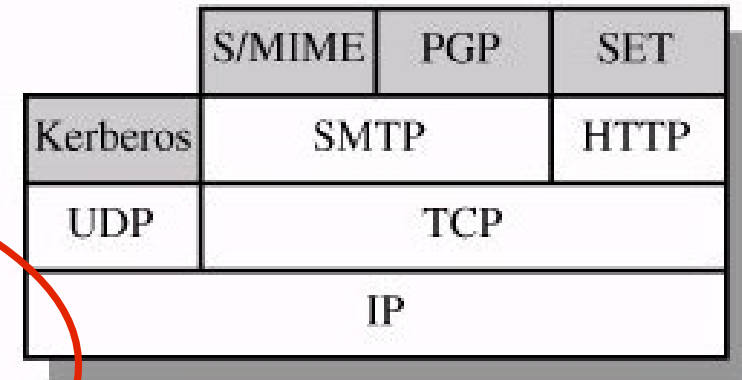 S/MIME PGP SET
Kerberos SMTP HTTP
UDP TCP
IP